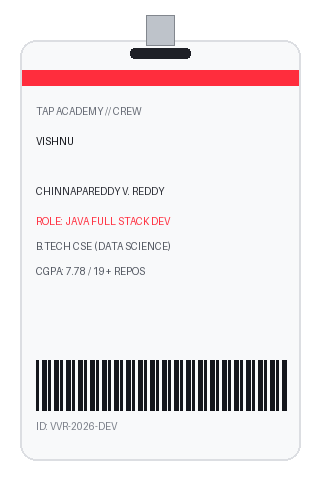 TAP ACADEMY // CREW
VISHNU
CHINNAPAREDDY V. REDDY
ROLE: JAVA FULL STACK DEV
B.TECH CSE (DATA SCIENCE)
CGPA: 7.78 / 19+ REPOS
ID: VVR-2026-DEV